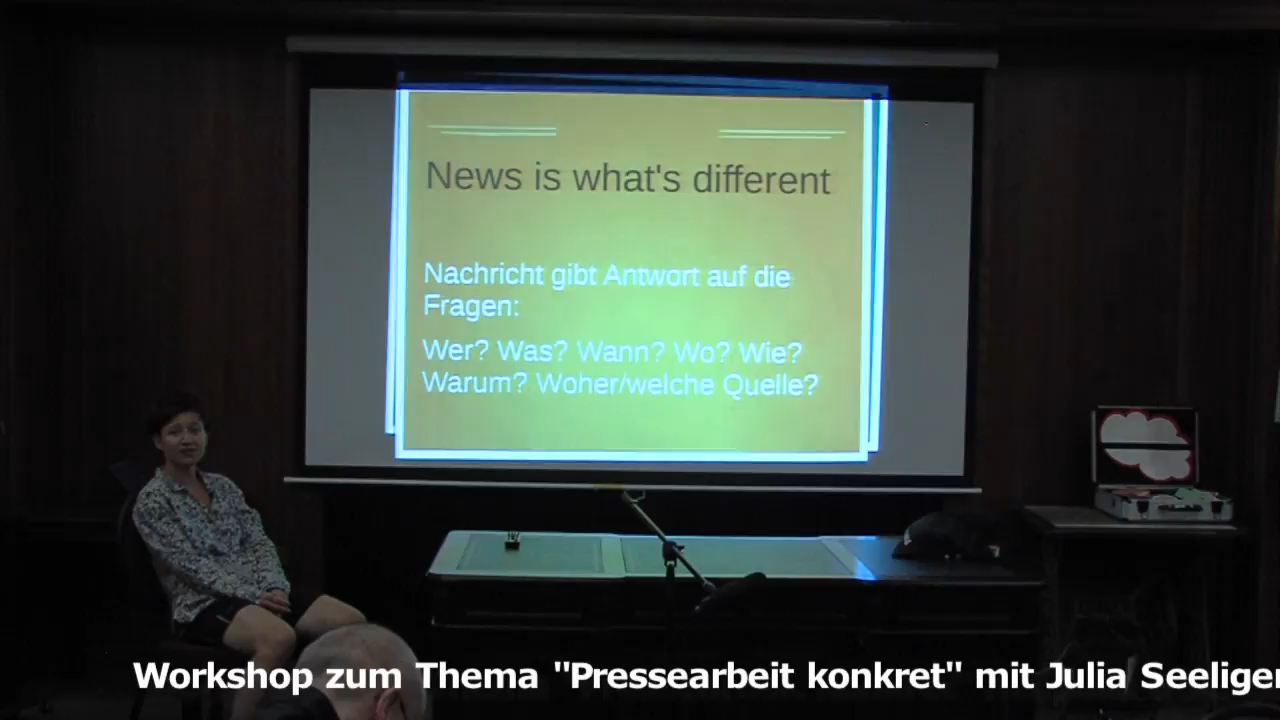 News is what's different
Nachricht gibt Antwort auf die
Fragen:
Wer? Was? Wann? Wo? Wie?
Warum? Woher/welche Quelle?
Workshop zum Thema "Pressearbeit konkret" mit Julia Seeliger